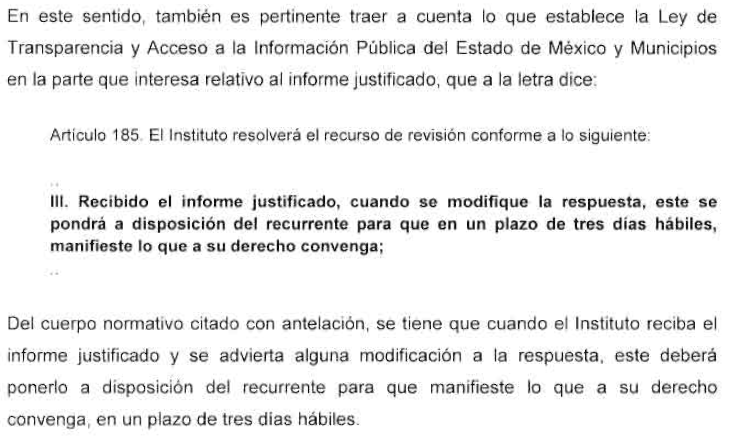 En este sentido, también es pertinente traer a cuenta lo que establece la Ley de
Transparencia y Acceso a la Información Pública del Estado de México y Municipios
en la parte que interesa relativo al informe justificado, que a la letra dice:
Artículo 185. El Instituto resolverá el recurso de revisión conforme a lo siguiente:
..
III. Recibido el informe justificado, cuando se modifique la respuesta, este se
pondrá a disposición del recurrente para que en un plazo de tres días hábiles,
manifieste lo que a su derecho convenga;
..
Del cuerpo normativo citado con antelación, se tiene que cuando el Instituto reciba el
informe justificado y se advierta alguna modificación a la respuesta, este deberá
ponerlo a disposición del recurrente para que manifieste lo que a su derecho
convenga, en un plazo de tres días hábiles.